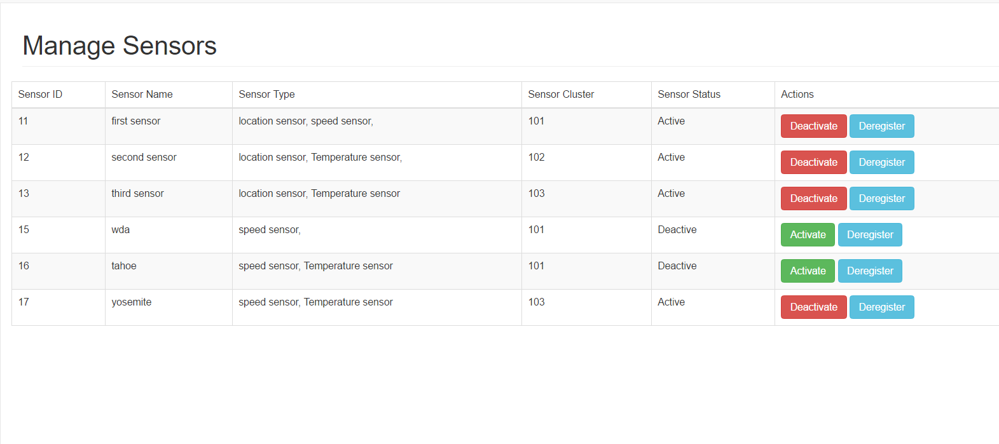 Manage Sensors
Sensor ID Sensor Name Sensor Type Sensor Cluster Sensor Status Actions
11 first sensor location sensor, speed sensor, 101 Active Deactivate Deregister
12 second sensor location sensor, Temperature sensor, 102 Active Deactivate Deregister
13 third sensor location sensor, Temperature sensor 103 Active Deactivate Deregister
15 wda speed sensor, 101 Deactive Activate Deregister
16 tahoe speed sensor, Temperature sensor 101 Deactive Activate Deregister
17 yosemite speed sensor, Temperature sensor 103 Active Deactivate Deregister